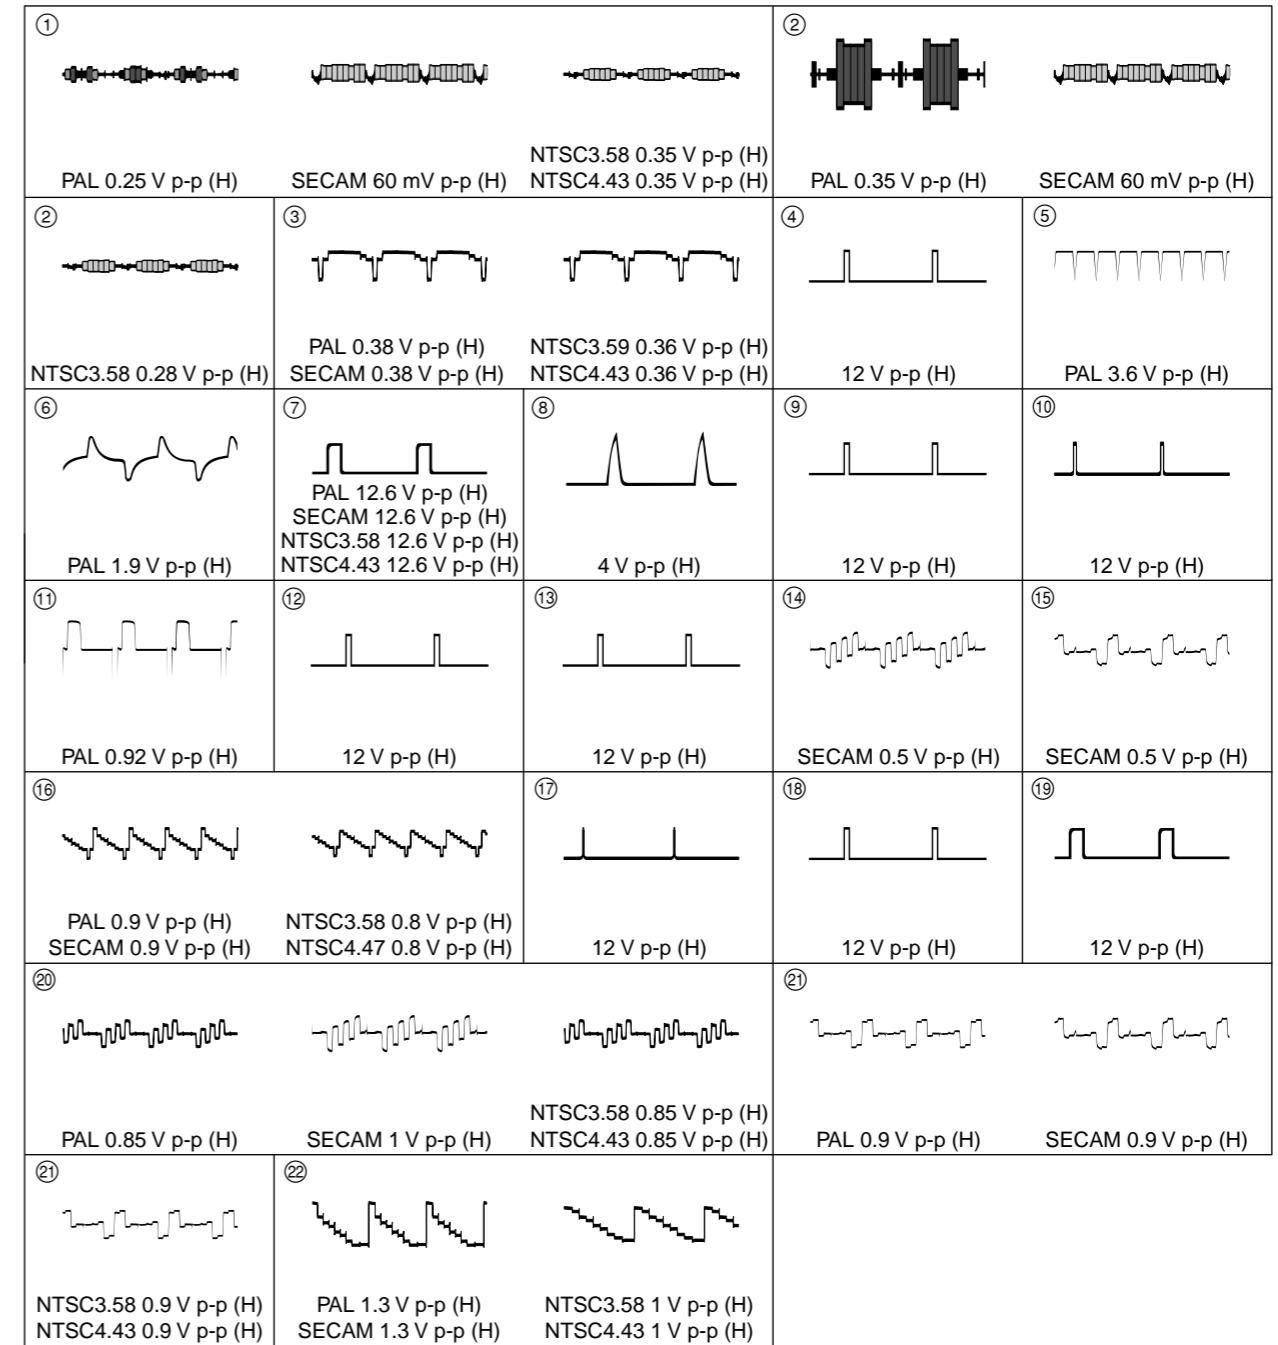 ① ②
NTSC3.58 0.35 V p-p (H)
PAL 0.25 V p-p (H) SECAM 60 mV p-p (H) NTSC4.43 0.35 V p-p (H) PAL 0.35 V p-p (H) SECAM 60 mV p-p (H)
② ③ ④ ⑤
PAL 0.38 V p-p (H) NTSC3.59 0.36 V p-p (H)
NTSC3.58 0.28 V p-p (H) SECAM 0.38 V p-p (H) NTSC4.43 0.36 V p-p (H) 12 V p-p (H) PAL 3.6 V p-p (H)
⑥ ⑦ ⑧ ⑨ ⑩
PAL 12.6 V p-p (H)
SECAM 12.6 V p-p (H)
NTSC3.58 12.6 V p-p (H)
PAL 1.9 V p-p (H) NTSC4.43 12.6 V p-p (H) 4 V p-p (H) 12 V p-p (H) 12 V p-p (H)
⑪ ⑫ ⑬ ⑭ ⑮
PAL 0.92 V p-p (H) 12 V p-p (H) 12 V p-p (H) SECAM 0.5 V p-p (H) SECAM 0.5 V p-p (H)
⑯ ⑰ ⑱ ⑲
PAL 0.9 V p-p (H) NTSC3.58 0.8 V p-p (H)
SECAM 0.9 V p-p (H) NTSC4.47 0.8 V p-p (H) 12 V p-p (H) 12 V p-p (H) 12 V p-p (H)
⑳ ㉑
NTSC3.58 0.85 V p-p (H)
PAL 0.85 V p-p (H) SECAM 1 V p-p (H) NTSC4.43 0.85 V p-p (H) PAL 0.9 V p-p (H) SECAM 0.9 V p-p (H)
㉑ ㉒
NTSC3.58 0.9 V p-p (H) PAL 1.3 V p-p (H) NTSC3.58 1 V p-p (H)
NTSC4.43 0.9 V p-p (H) SECAM 1.3 V p-p (H) NTSC4.43 1 V p-p (H)